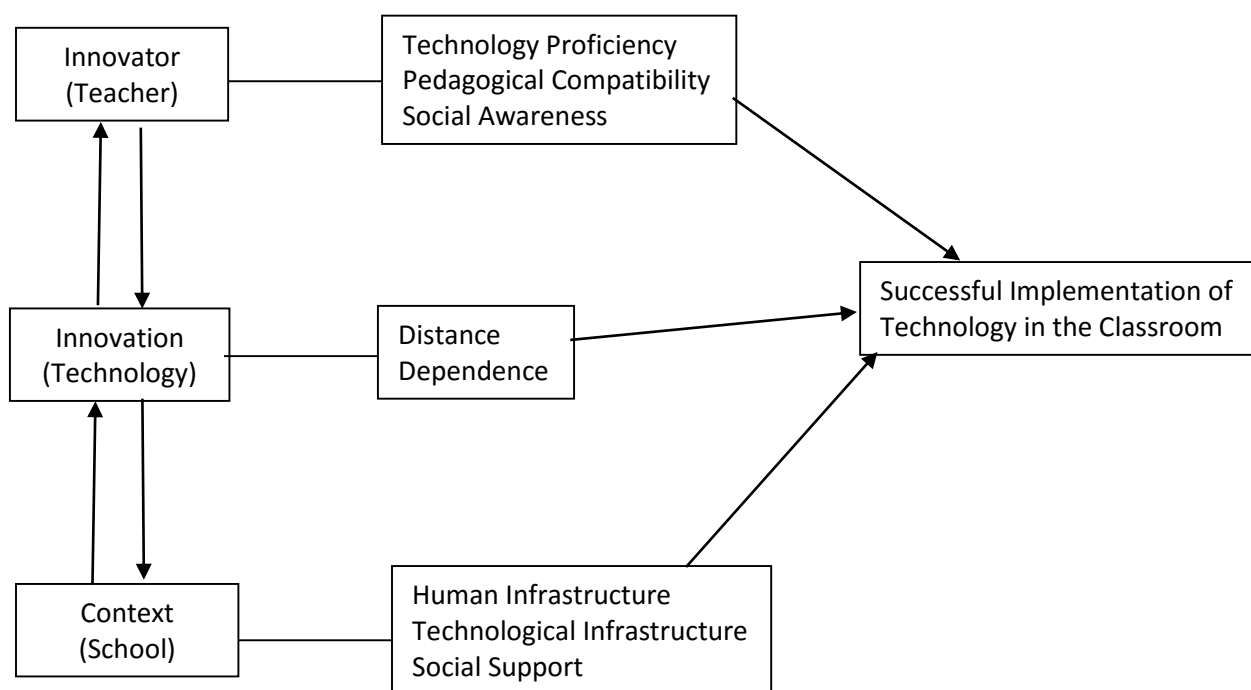 Innovator
(Teacher)
Technology Proficiency
Pedagogical Compatibility
Social Awareness
Innovation
(Technology)
Distance
Dependence
Successful Implementation of
Technology in the Classroom
Context
(School)
Human Infrastructure
Technological Infrastructure
Social Support